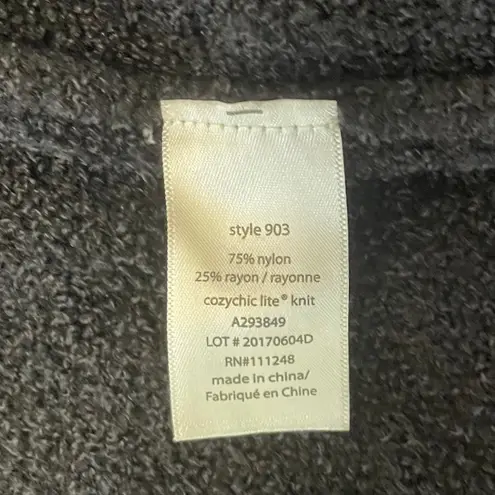 style 903
75% nylon
25% rayon / rayonne
cozychic lite® knit
A293849
LOT # 20170604D
RN#111248
made in china/
Fabriqué en Chine